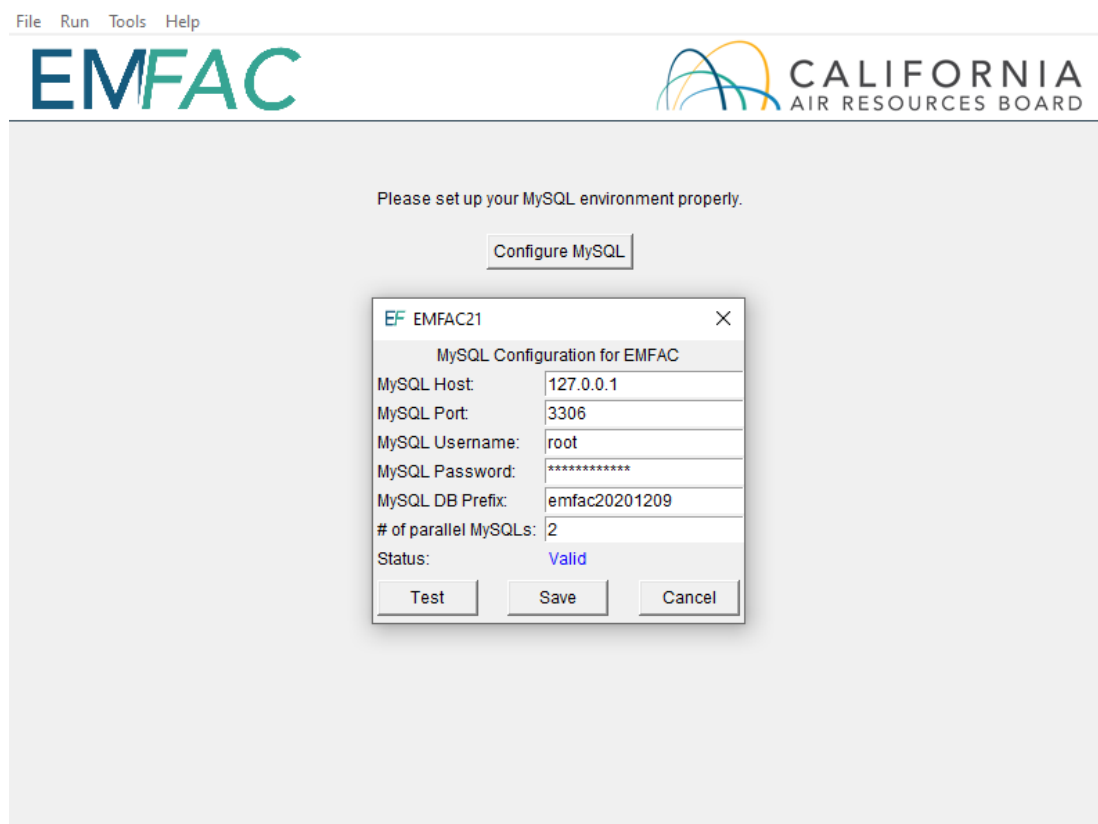 File Run Tools Help
EMFAC
CALIFORNIA
AIR RESOURCES BOARD
Please set up your MySQL environment properly.
Configure MySQL
EF EMFAC21
MySQL Configuration for EMFAC
MySQL Host: 127.0.0.1
MySQL Port: 3306
MySQL Username: root
MySQL Password: ************
MySQL DB Prefix: emfac20201209
# of parallel MySQLs: 2
Status: Valid
Test Save Cancel